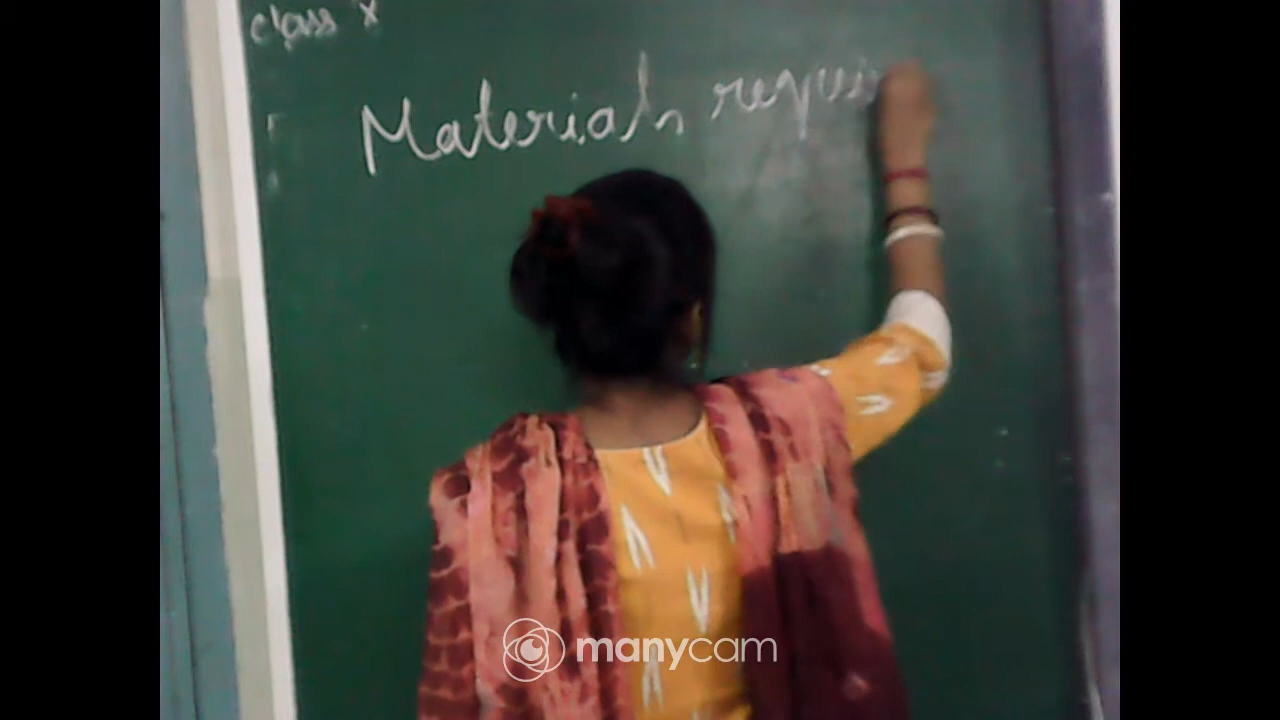 class X
Materials requi
manycam